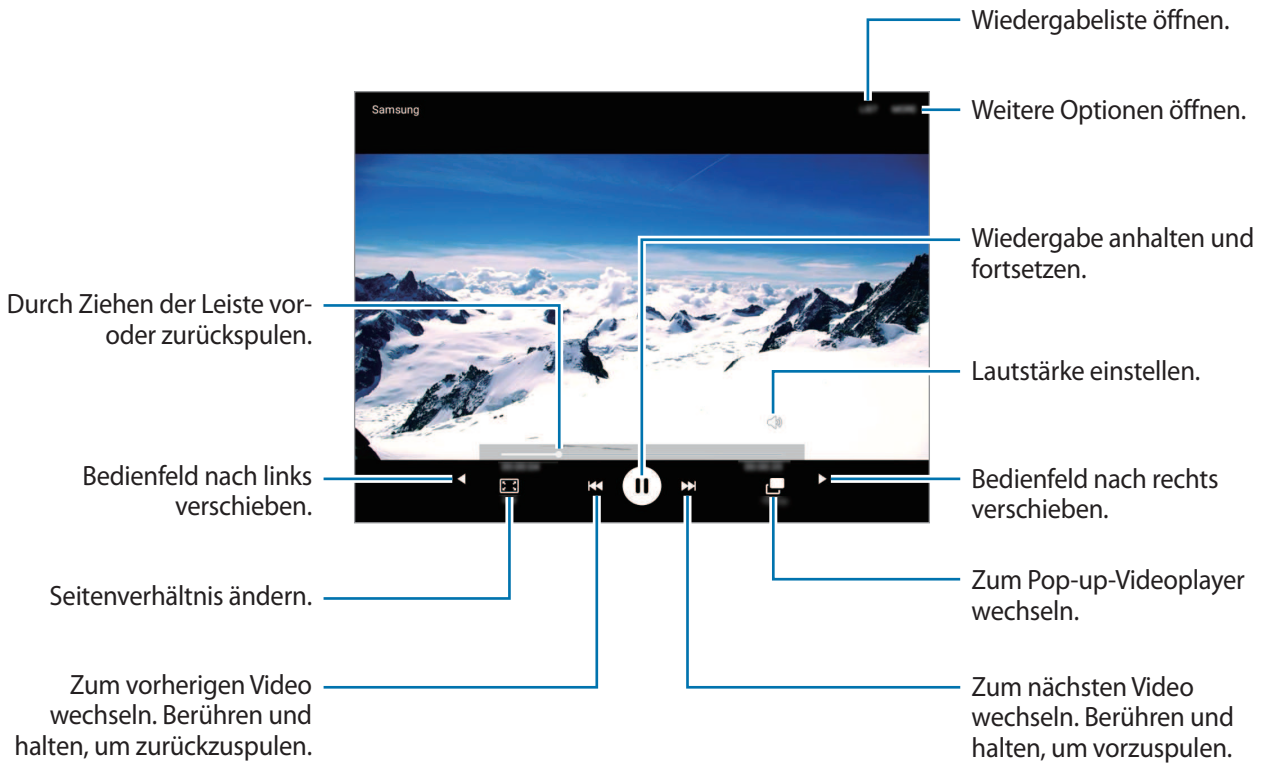 Wiedergabeliste öffnen.
Samsung
Weitere Optionen öffnen.
Wiedergabe anhalten und
fortsetzen.
Durch Ziehen der Leiste vor-
oder zurückspulen.
Lautstärke einstellen.
Bedienfeld nach links
verschieben.
Bedienfeld nach rechts
verschieben.
Seitenverhältnis ändern.
Zum Pop-up-Videoplayer
wechseln.
Zum vorherigen Video
wechseln. Berühren und
halten, um zurückzuspulen.
Zum nächsten Video
wechseln. Berühren und
halten, um vorzuspulen.